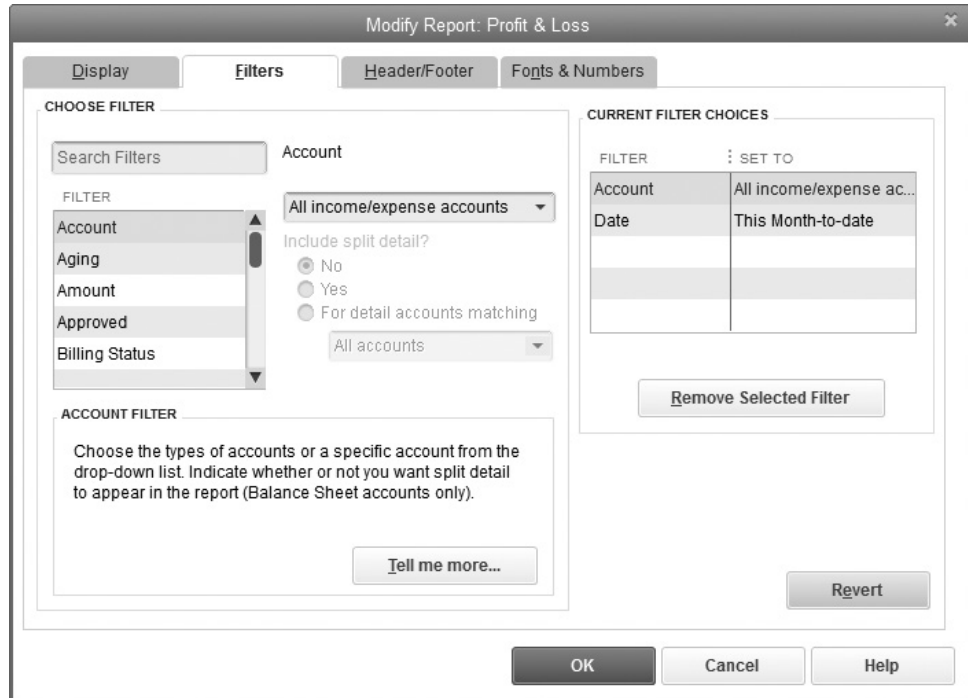 Modify Report: Profit & Loss
×
Display
Filters
Header/Footer
Fonts & Numbers
CHOOSE FILTER
Search Filters
FILTER
Account
Aging
Amount
Approved
Billing Status
Account
All income/expense accounts
Include split detail?
No
Yes
For detail accounts matching
All accounts
ACCOUNT FILTER
Choose the types of accounts or a specific account from the
drop-down list. Indicate whether or not you want split detail
to appear in the report (Balance Sheet accounts only).
Tell me more...
CURRENT FILTER CHOICES
FILTER SET TO
Account All income/expense ac...
Date This Month-to-date
Remove Selected Filter
Revert
OK
Cancel
Help